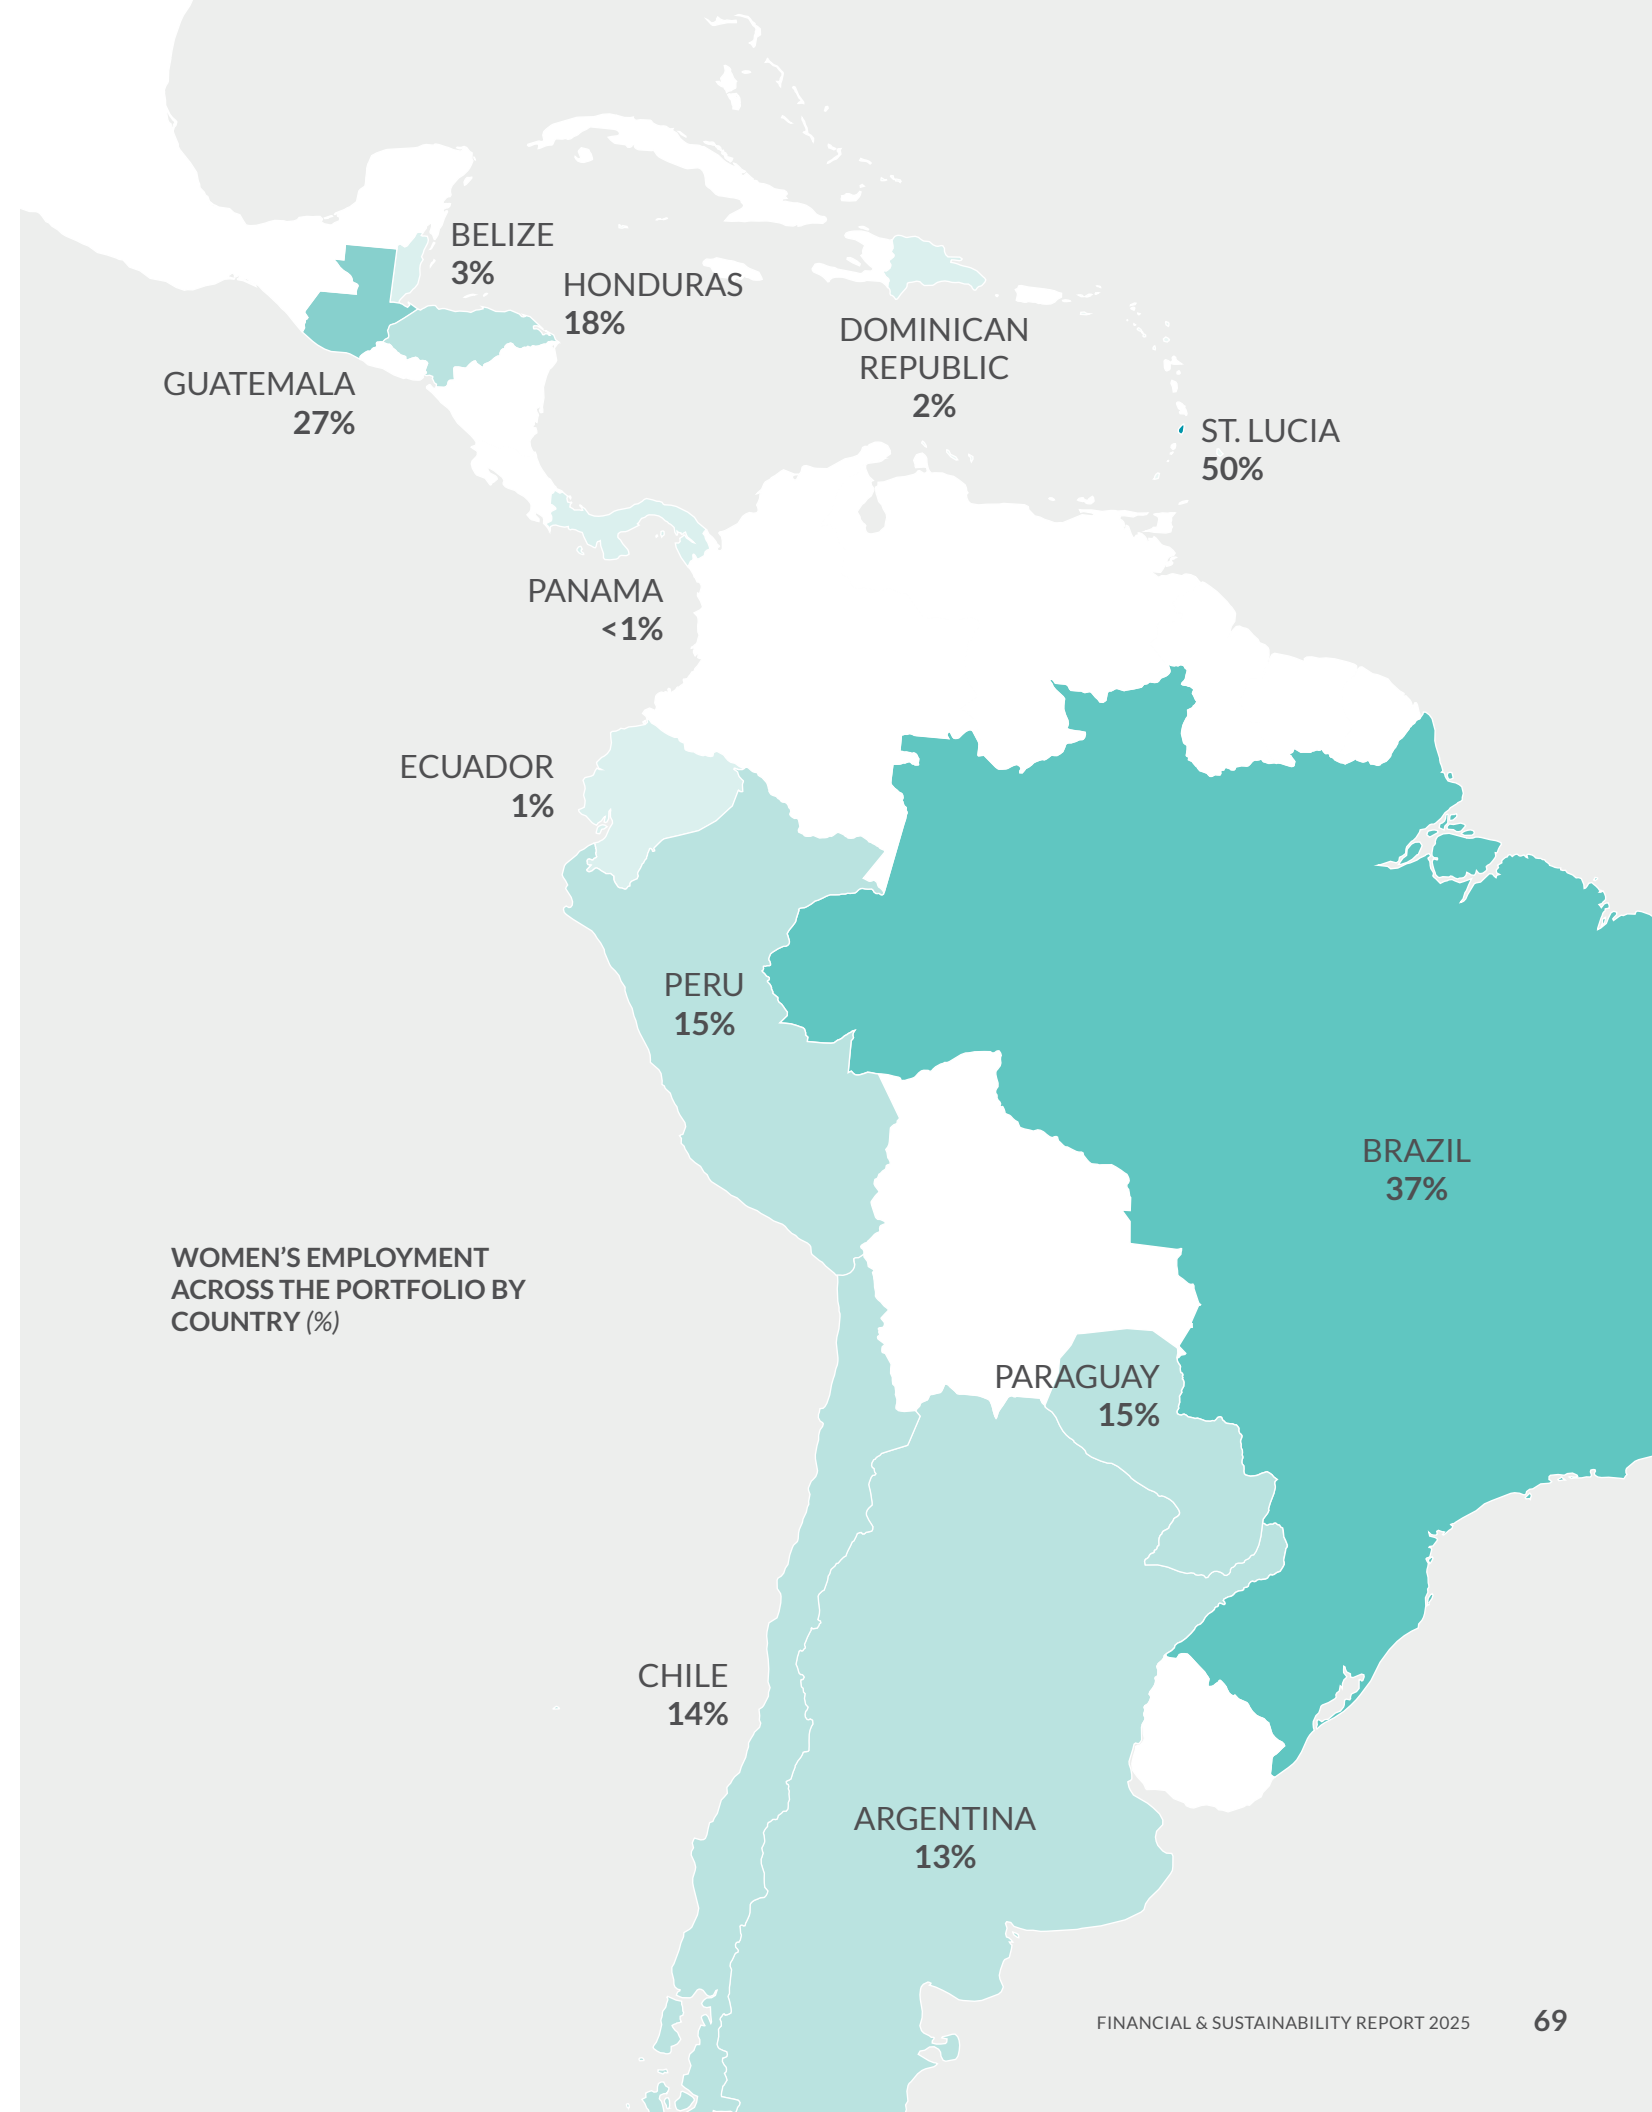 BELIZE
3%
HONDURAS
18%
DOMINICAN
REPUBLIC
2%
GUATEMALA
27%
ST. LUCIA
50%
PANAMA
<1%
ECUADOR
1%
PERU
15%
BRAZIL
37%
WOMEN’S EMPLOYMENT
ACROSS THE PORTFOLIO BY
COUNTRY (%)
PARAGUAY
15%
CHILE
14%
ARGENTINA
13%
FINANCIAL & SUSTAINABILITY REPORT 2025 69